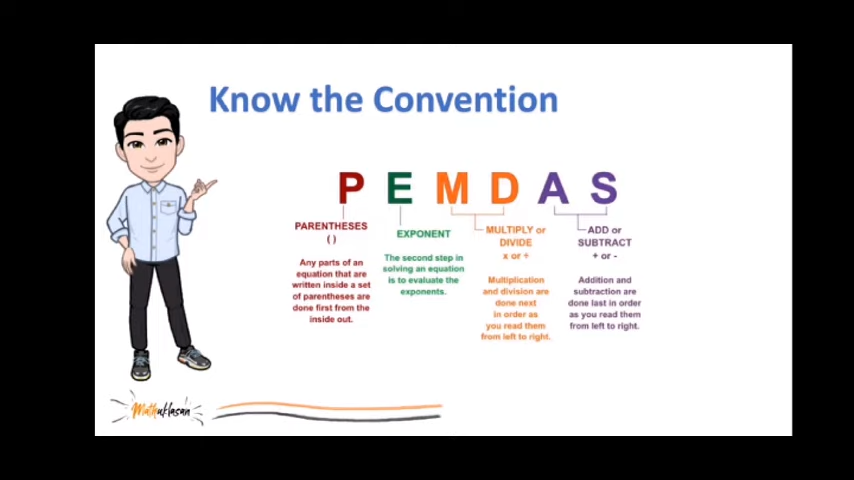 Know the Convention
P E M D A S
PARENTHESES
( )
Any parts of an
equation that are
written inside a set
of parentheses are
done first from the
inside out.
EXPONENT
The second step in
solving an equation
is to evaluate the
exponents.
MULTIPLY or
DIVIDE
x or ÷
Multiplication
and division are
done next
in order as
you read them
from left to right.
ADD or
SUBTRACT
+ or -
Addition and
subtraction are
done last in order
as you read them
from left to right.
Mathuklasan